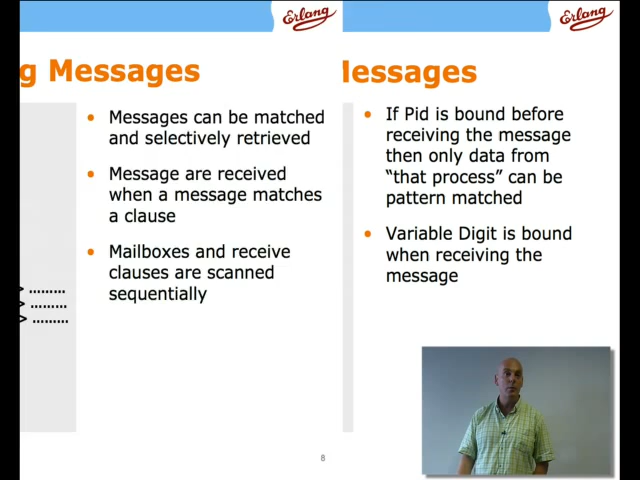 Erlang
Erlang
g Messages
lessages
Messages can be matched
and selectively retrieved
Message are received
when a message matches
a clause
Mailboxes and receive
clauses are scanned
sequentially
> .........
> .........
> .........
8
If Pid is bound before
receiving the message
then only data from
“that process” can be
pattern matched
Variable Digit is bound
when receiving the
message